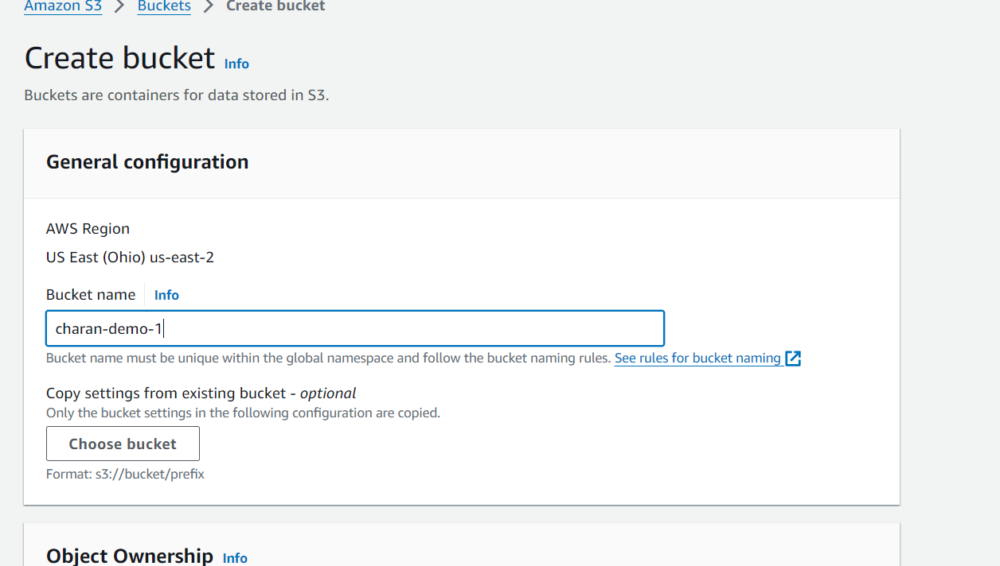 Amazon S3 > Buckets > Create bucket
Create bucket Info
Buckets are containers for data stored in S3.
General configuration
AWS Region
US East (Ohio) us-east-2
Bucket name Info
charan-demo-1
Bucket name must be unique within the global namespace and follow the bucket naming rules. See rules for bucket naming
Copy settings from existing bucket - optional
Only the bucket settings in the following configuration are copied.
Choose bucket
Format: s3://bucket/prefix
Object Ownership Info